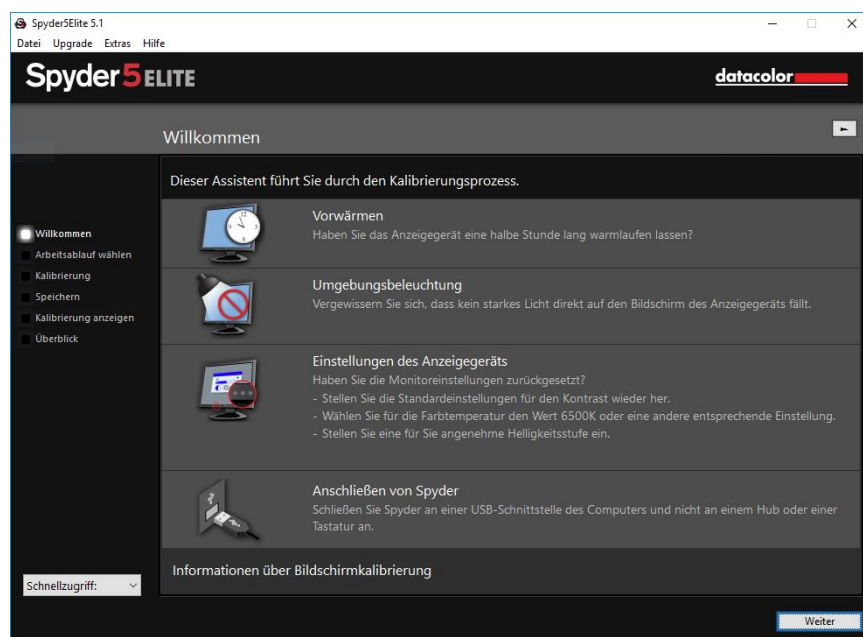 Spyder5Elite 5.1
Datei Upgrade Extras Hilfe
Spyder5ELITE
datacolor
Willkommen
Dieser Assistent führt Sie durch den Kalibrierungsprozess.
Willkommen
Arbeitsablauf wählen
Kalibrierung
Speichern
Kalibrierung anzeigen
Überblick
Vorwärmen
Haben Sie das Anzeigegerät eine halbe Stunde lang warmlaufen lassen?
Umgebungsbeleuchtung
Vergewissern Sie sich, dass kein starkes Licht direkt auf den Bildschirm des Anzeigegeräts fällt.
Einstellungen des Anzeigegeräts
Haben Sie die Monitoreinstellungen zurückgesetzt?
- Stellen Sie die Standardeinstellungen für den Kontrast wieder her.
- Wählen Sie für die Farbtemperatur den Wert 6500K oder eine andere entsprechende Einstellung.
- Stellen Sie eine für Sie angenehme Helligkeitsstufe ein.
Anschließen von Spyder
Schließen Sie Spyder an einer USB-Schnittstelle des Computers und nicht an einem Hub oder einer
Tastatur an.
Informationen über Bildschirmkalibrierung
Schnellzugriff:
Weiter